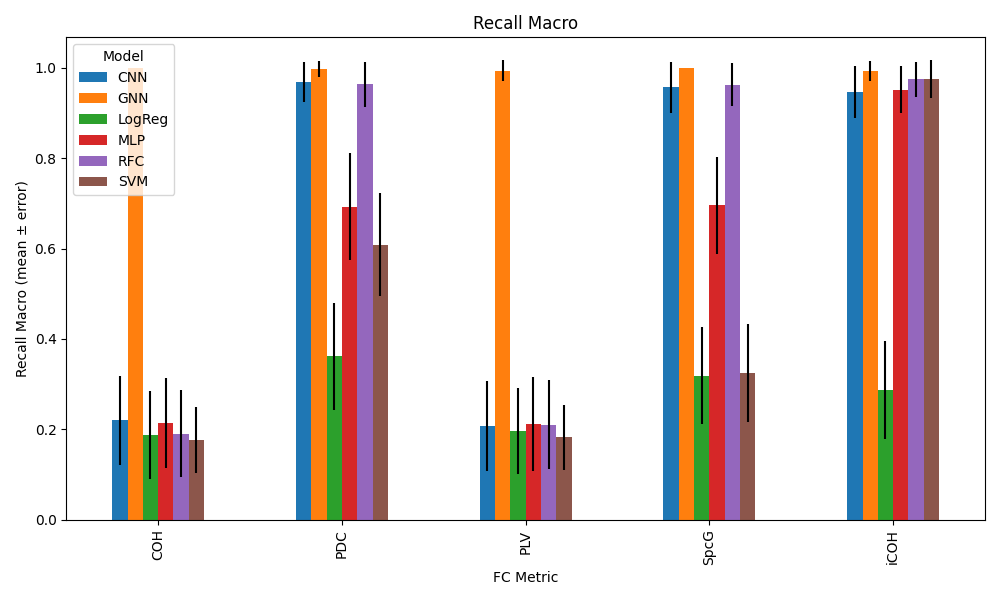 Recall Macro
Recall Macro (mean ± error)
1.0
0.8
0.6
0.4
0.2
0.0
Model
CNN
GNN
LogReg
MLP
RFC
SVM
COH
PDC
PLV
SpcG
iCOH
FC Metric